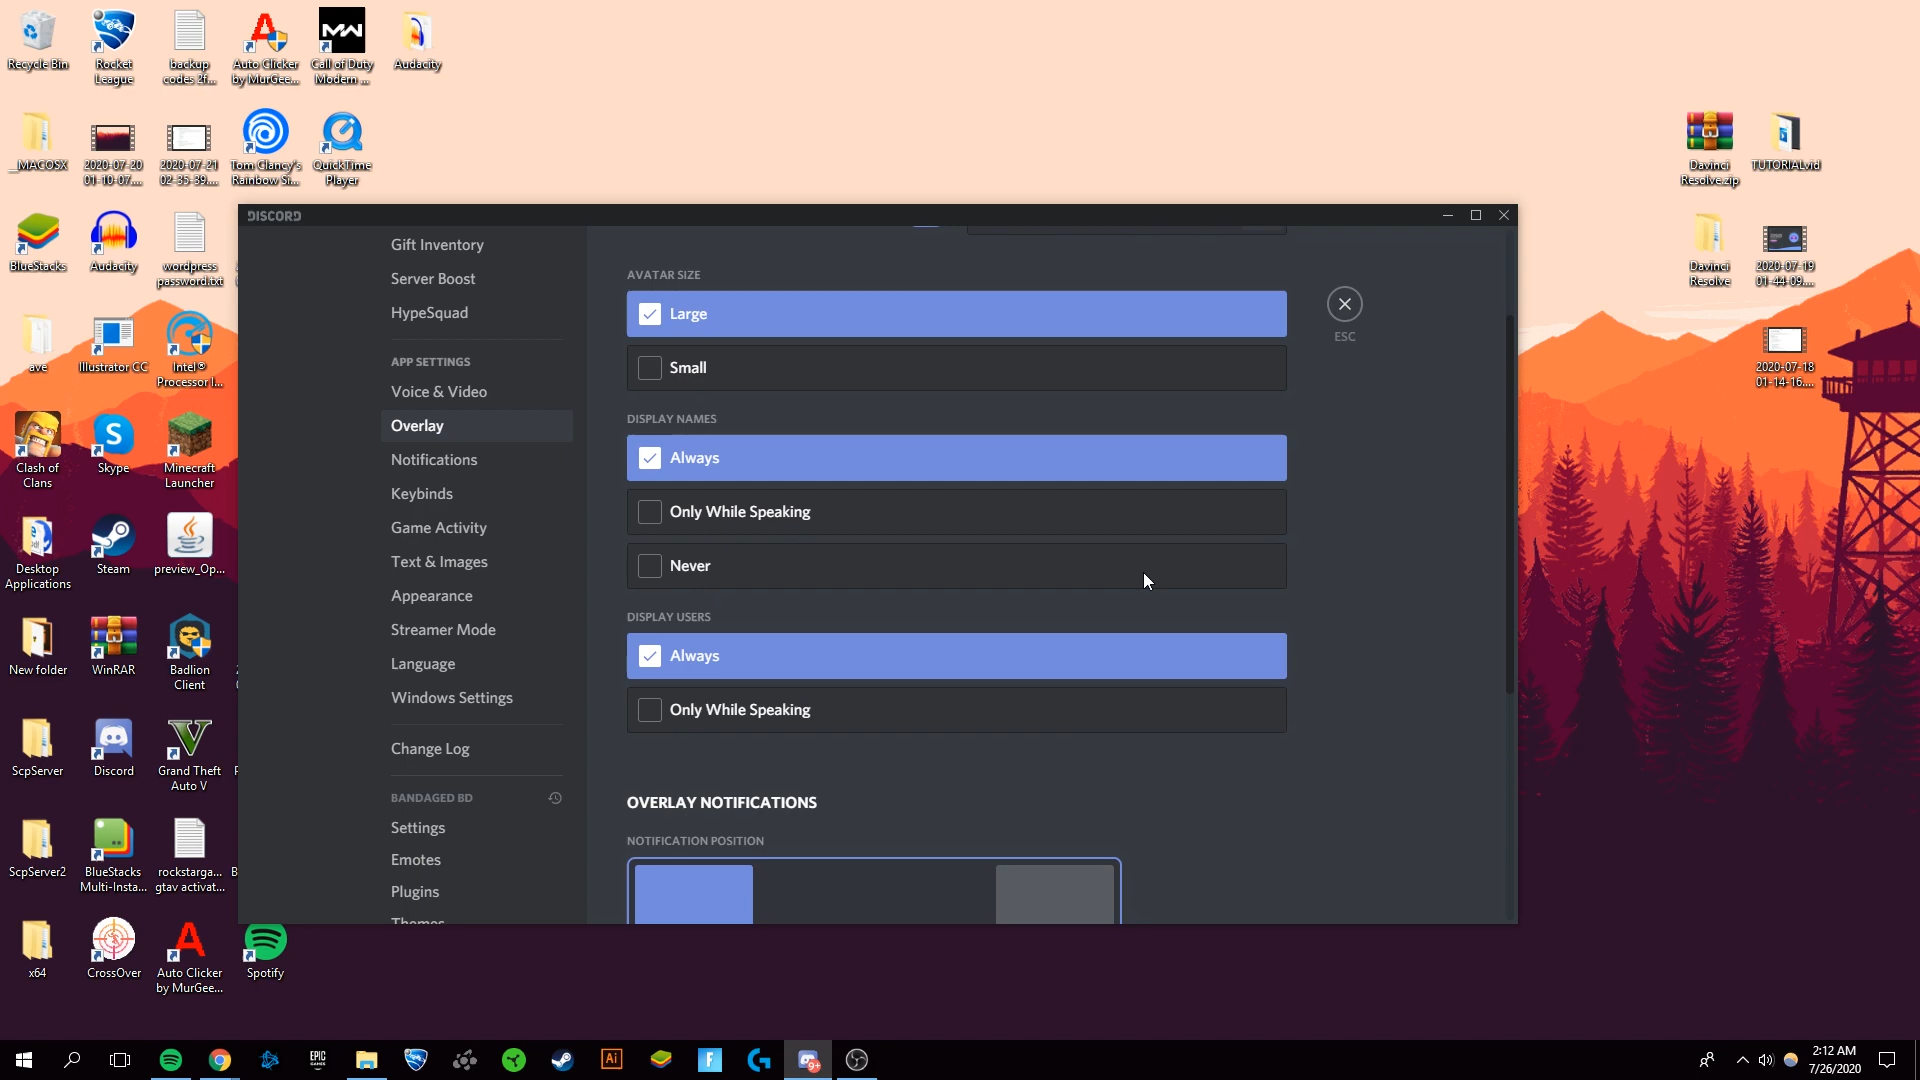 Recycle Bin
Rocket
League
backup
codes 2f...
Auto Clicker
by MurGee...
Call of Duty
Modern ...
Audacity
__MACOSX
2020-07-20
01-10-07....
2020-07-21
02-35-39....
Tom Clancy's
Rainbow Si...
QuickTime
Player
Davinci
Resolve.zip
TUTORIALvid
BlueStacks
Audacity
wordpress
password.txt
Davinci
Resolve
2020-07-19
01-44-09....
ave
Illustrator CC
Intel®
Processor I...
2020-07-18
01-14-16....
Clash of
Clans
Skype
Minecraft
Launcher
Desktop
Applications
Steam
preview_Op...
New folder
WinRAR
Badlion
Client
ScpServer
Discord
Grand Theft
Auto V
ScpServer2
BlueStacks
Multi-Insta...
rockstarga...
gtav activat...
x64
CrossOver
Auto Clicker
by MurGee...
Spotify
DISCORD
Gift Inventory
Server Boost
HypeSquad
APP SETTINGS
Voice & Video
Overlay
Notifications
Keybinds
Game Activity
Text & Images
Appearance
Streamer Mode
Language
Windows Settings
Change Log
BANDAGED BD
Settings
Emotes
Plugins
Themes
AVATAR SIZE
Large
Small
DISPLAY NAMES
Always
Only While Speaking
Never
DISPLAY USERS
Always
Only While Speaking
OVERLAY NOTIFICATIONS
NOTIFICATION POSITION
ESC
MW
EPIC
GAMES
Ai
F
9+
2:12 AM
7/26/2020